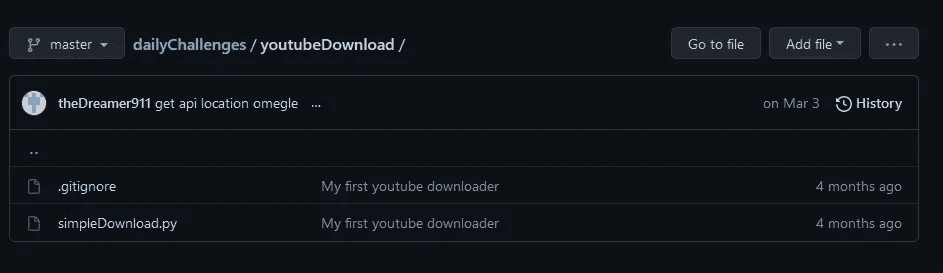 master dailyChallenges / youtubeDownload / Go to file Add file ...
theDreamer911 get api location omegle ... on Mar 3 History
..
.gitignore My first youtube downloader 4 months ago
simpleDownload.py My first youtube downloader 4 months ago